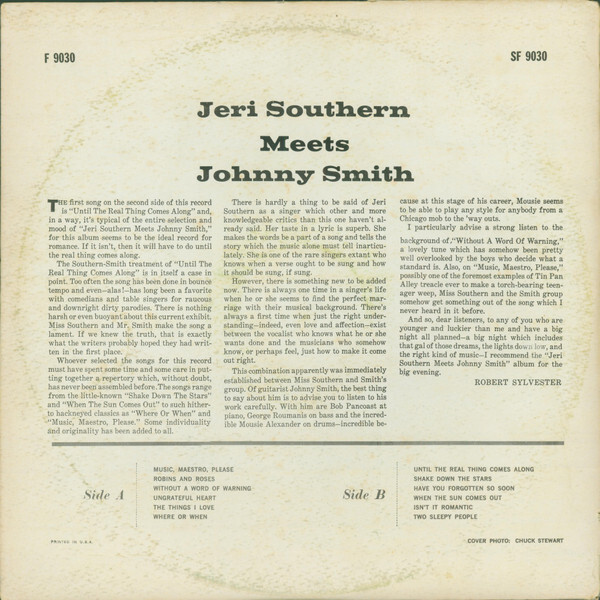 F 9030
SF 9030
Jeri Southern
Meets
Johnny Smith
THE first song on the second side of this record
is "Until The Real Thing Comes Along" and,
in a way, it's typical of the entire selection and
mood of "Jeri Southern Meets Johnny Smith,"
for this album seems to be the ideal record for
romance. If it isn't, then it will have to do until
the real thing comes along.
The Southern-Smith treatment of "Until The
Real Thing Comes Along" is in itself a case in
point. Too often the song has been done in bounce
tempo and even—alas!—has long been a favorite
with comedians and table singers for raucous
and downright dirty parodies. There is nothing
harsh or even buoyant about this current exhibit.
Miss Southern and Mr. Smith make the song a
lament. If we knew the truth, that is exactly
what the writers probably hoped they had writ-
ten in the first place.
Whoever selected the songs for this record
must have spent some time and some care in put-
ting together a repertory which, without doubt,
has never been assembled before. The songs range
from the little-known "Shake Down The Stars"
and "When The Sun Comes Out" to such hither-
to hackneyed classics as "Where Or When" and
"Music, Maestro, Please." Some individuality
and originality has been added to all.
There is hardly a thing to be said of Jeri
Southern as a singer which other and more
knowledgeable critics than this one haven't al-
ready said. Her taste in a lyric is superb. She
makes the words be a part of a song and tells the
story which the music alone must tell inarticu-
lately. She is one of the rare singers extant who
knows when a verse ought to be sung and how
it should be sung, if sung.
However, there is something new to be added
now. There is always one time in a singer's life
when he or she seems to find the perfect mar-
riage with their musical background. There's
always a first time when just the right under-
standing—indeed, even love and affection—exist
between the vocalist who knows what he or she
wants done and the musicians who somehow
know, or perhaps feel, just how to make it come
out right.
This combination apparently was immediately
established between Miss Southern and Smith's
group. Of guitarist Johnny Smith, the best thing
to say about him is to advise you to listen to his
work carefully. With him are Bob Pancoast at
piano, George Roumanis on bass and the incred-
ible Mousie Alexander on drums—incredible be-
cause at this stage of his career, Mousie seems
to be able to play any style for anybody from a
Chicago mob to the 'way outs.
I particularly advise a strong listen to the
background of "Without A Word Of Warning,"
a lovely tune which has somehow been pretty
well overlooked by the boys who decide what a
standard is. Also, on "Music, Maestro, Please,"
possibly one of the foremost examples of Tin Pan
Alley treacle ever to make a torch-bearing teen-
ager weep, Miss Southern and the Smith group
somehow get something out of the song which I
never heard in it before.
And so, dear listeners, to any of you who are
younger and luckier than me and have a big
night all planned—a big night which includes
that gal of those dreams, the lights down low, and
the right kind of music—I recommend the "Jeri
Southern Meets Johnny Smith" album for the
big evening.
ROBERT SYLVESTER
Side A
MUSIC, MAESTRO, PLEASE
ROBINS AND ROSES
WITHOUT A WORD OF WARNING
UNGRATEFUL HEART
THE THINGS I LOVE
WHERE OR WHEN
Side B
UNTIL THE REAL THING COMES ALONG
SHAKE DOWN THE STARS
HAVE YOU FORGOTTEN SO SOON
WHEN THE SUN COMES OUT
ISN'T IT ROMANTIC
TWO SLEEPY PEOPLE
PRINTED IN U.S.A.
COVER PHOTO: CHUCK STEWART